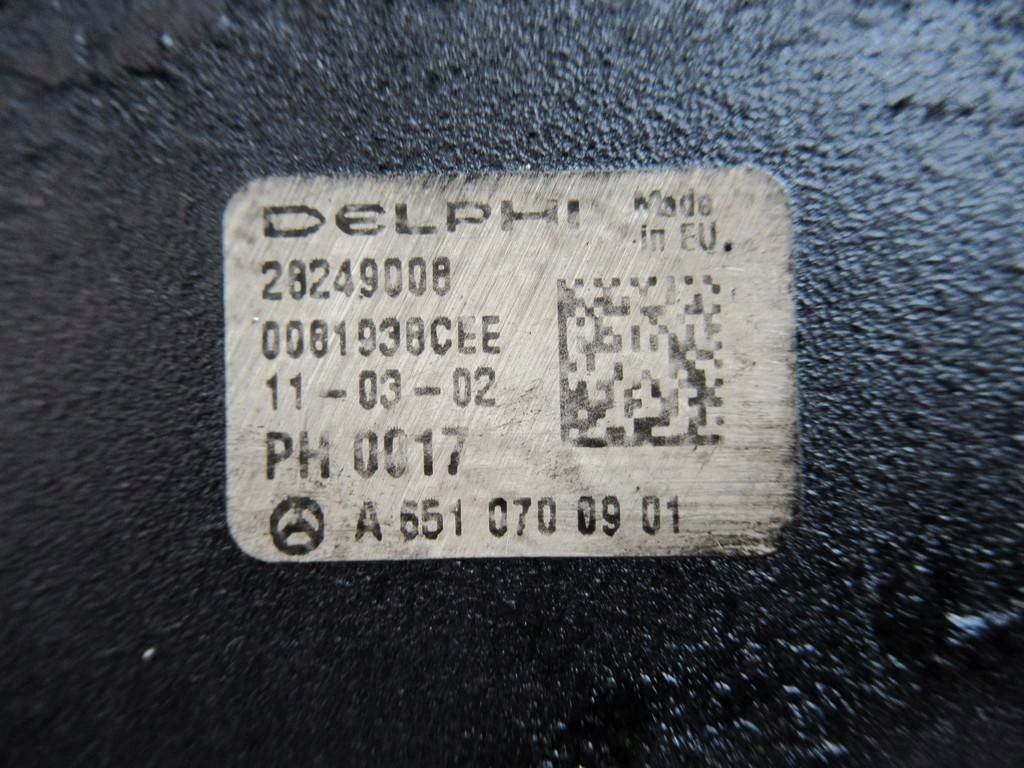 DELPHI
Made
in EU.
28249008
0081938CEE
11-03-02
PH 0017
A 651 070 09 01